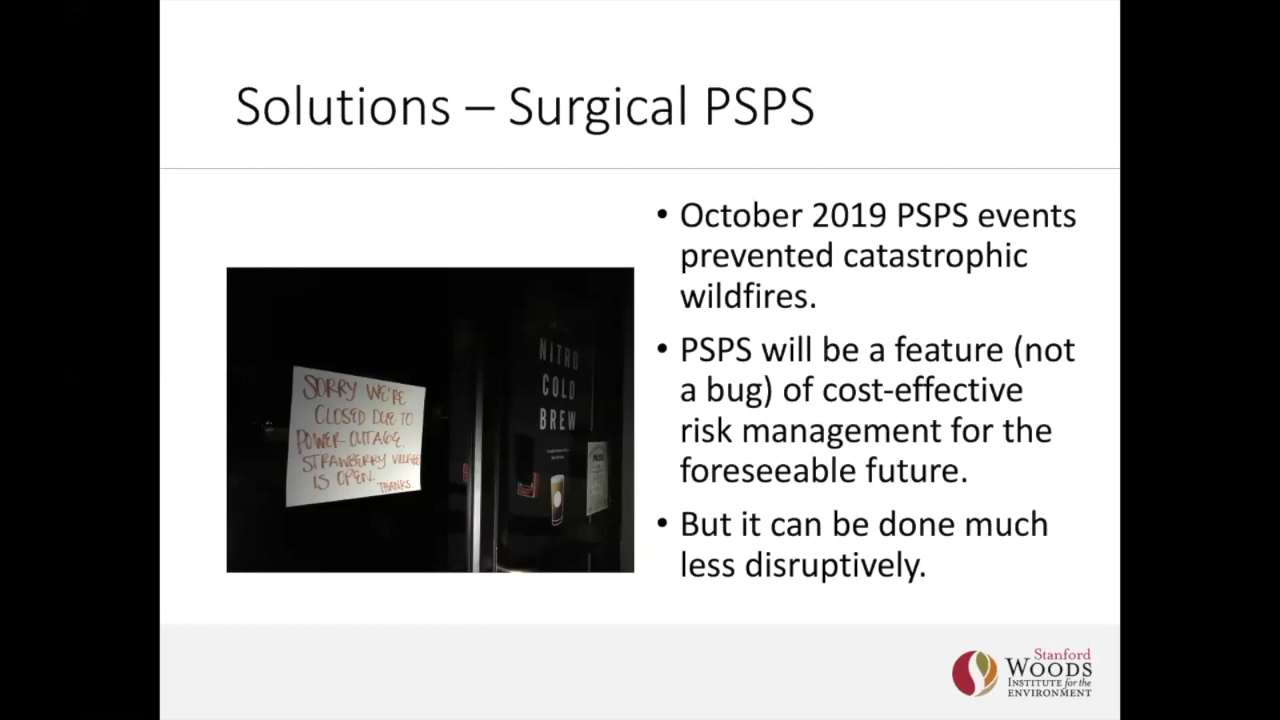 Solutions – Surgical PSPS
SORRY WE'RE
CLOSED DUE TO
POWER OUTAGE.
STRAWBERRY VILLAGE
IS OPEN.
THANKS.
NITRO
COLD
BREW
• October 2019 PSPS events
prevented catastrophic
wildfires.
• PSPS will be a feature (not
a bug) of cost-effective
risk management for the
foreseeable future.
• But it can be done much
less disruptively.
Stanford
WOODS
INSTITUTE for the
ENVIRONMENT